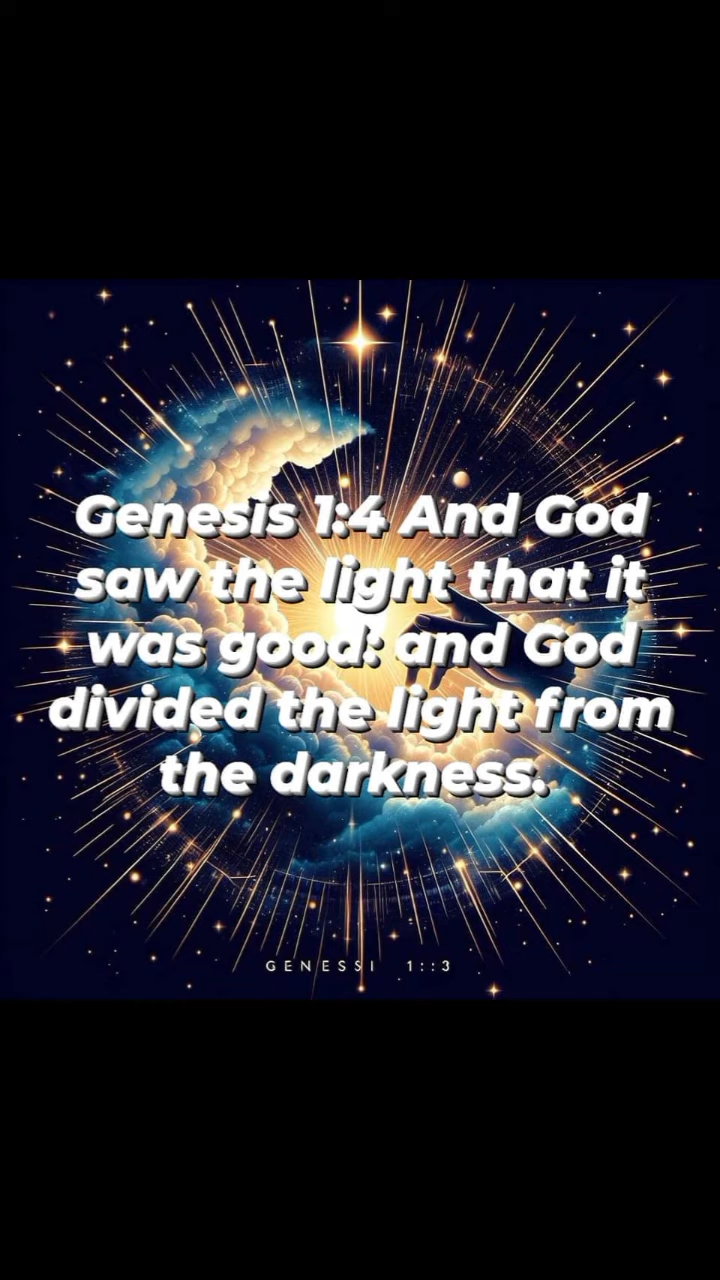 Genesis 1:4 And God
saw the light that it
was good: and God
divided the light from
the darkness.
GENESSI 1::3